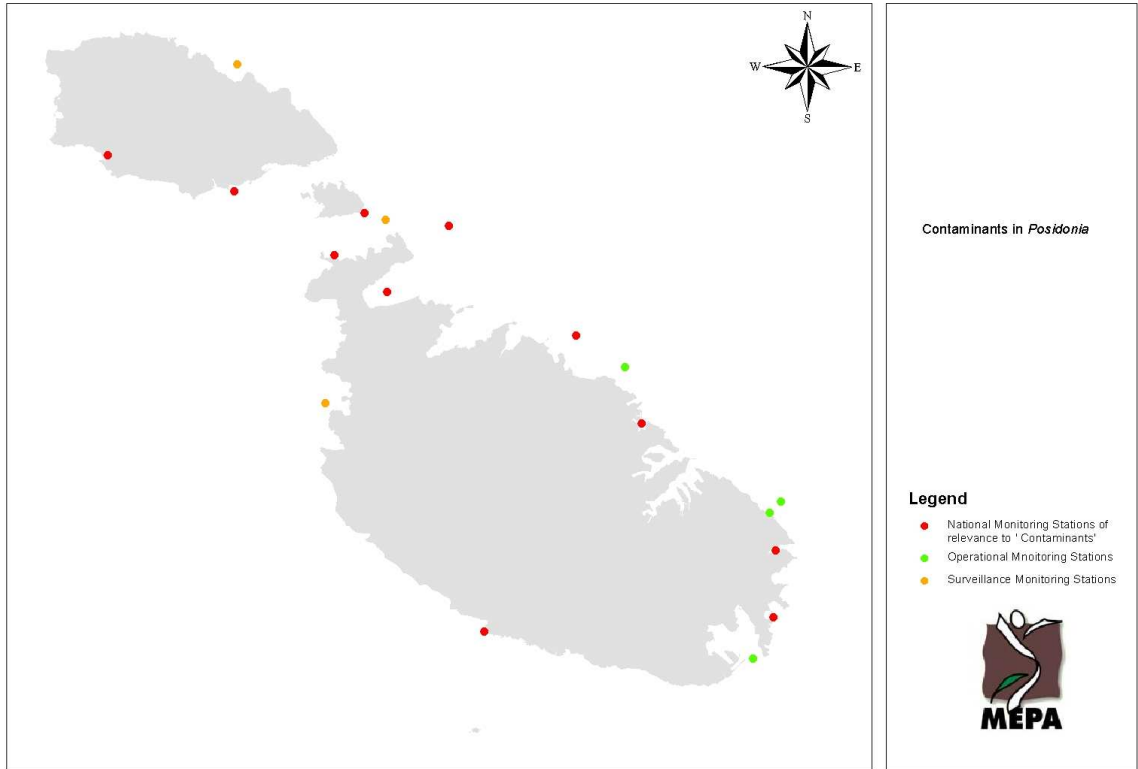 N
W
E
S
Contaminants in Posidonia
Legend
National Monitoring Stations of
relevance to ' Contaminants'
Operational Mnoitoring Stations
Surveillance Monitoring Stations
MEPA